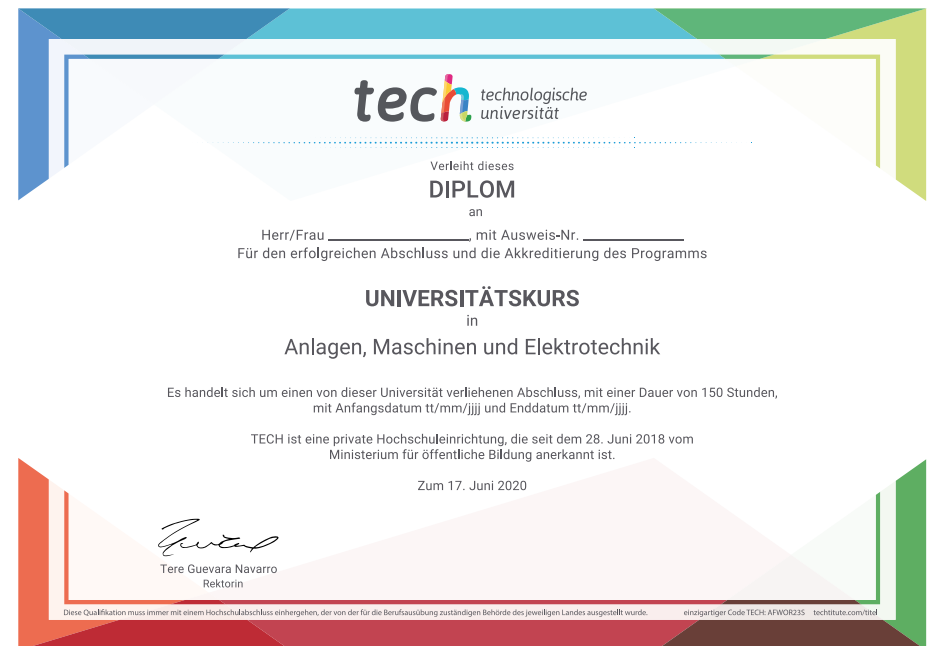 tech technologische
universität
Verleiht dieses
DIPLOM
an
Herr/Frau ____________________, mit Ausweis-Nr. ______________
Für den erfolgreichen Abschluss und die Akkreditierung des Programms
UNIVERSITÄTSKURS
in
Anlagen, Maschinen und Elektrotechnik
Es handelt sich um einen von dieser Universität verliehenen Abschluss, mit einer Dauer von 150 Stunden,
mit Anfangsdatum tt/mm/jjjj und Enddatum tt/mm/jjjj.
TECH ist eine private Hochschuleinrichtung, die seit dem 28. Juni 2018 vom
Ministerium für öffentliche Bildung anerkannt ist.
Zum 17. Juni 2020
Tere Guevara Navarro
Rektorin
Diese Qualifikation muss immer mit einem Hochschulabschluss einhergehen, der von der für die Berufsausübung zuständigen Behörde des jeweiligen Landes ausgestellt wurde. einzigartiger Code TECH: AFWOR23S techtitute.com/titel